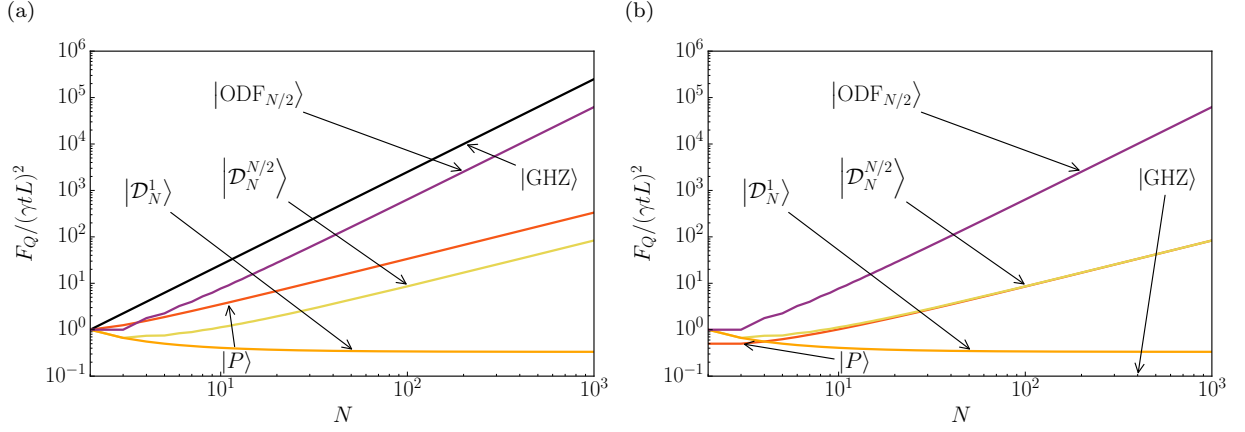 (a)
F_Q/(γtL)^2
10^6
10^5
10^4
10^3
10^2
10^1
10^0
10^−1
|ODF_{N/2}⟩
|D_N^{N/2}⟩
|D_N^1⟩
|GHZ⟩
|P⟩
10^1
10^2
10^3
N
(b)
F_Q/(γtL)^2
10^6
10^5
10^4
10^3
10^2
10^1
10^0
10^−1
|ODF_{N/2}⟩
|D_N^{N/2}⟩
|D_N^1⟩
|GHZ⟩
|P⟩
10^1
10^2
10^3
N